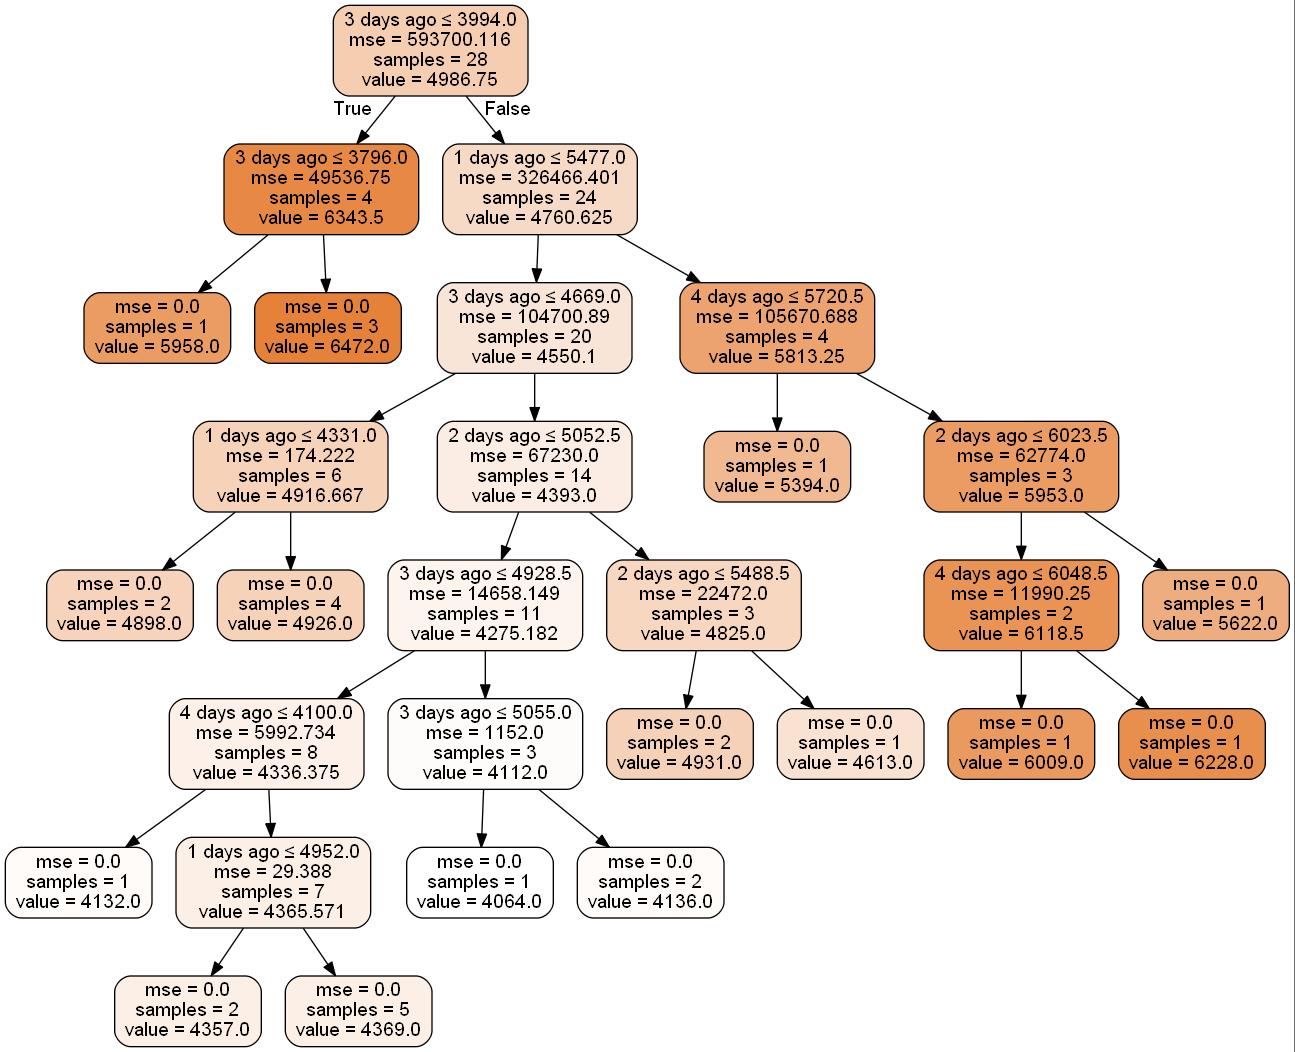 3 days ago ≤ 3994.0
mse = 593700.116
samples = 28
value = 4986.75
True
False
3 days ago ≤ 3796.0
mse = 49536.75
samples = 4
value = 6343.5
1 days ago ≤ 5477.0
mse = 326466.401
samples = 24
value = 4760.625
mse = 0.0
samples = 1
value = 5958.0
mse = 0.0
samples = 3
value = 6472.0
3 days ago ≤ 4669.0
mse = 104700.89
samples = 20
value = 4550.1
4 days ago ≤ 5720.5
mse = 105670.688
samples = 4
value = 5813.25
1 days ago ≤ 4331.0
mse = 174.222
samples = 6
value = 4916.667
2 days ago ≤ 5052.5
mse = 67230.0
samples = 14
value = 4393.0
mse = 0.0
samples = 1
value = 5394.0
2 days ago ≤ 6023.5
mse = 62774.0
samples = 3
value = 5953.0
mse = 0.0
samples = 2
value = 4898.0
mse = 0.0
samples = 4
value = 4926.0
3 days ago ≤ 4928.5
mse = 14658.149
samples = 11
value = 4275.182
2 days ago ≤ 5488.5
mse = 22472.0
samples = 3
value = 4825.0
4 days ago ≤ 6048.5
mse = 11990.25
samples = 2
value = 6118.5
mse = 0.0
samples = 1
value = 5622.0
4 days ago ≤ 4100.0
mse = 5992.734
samples = 8
value = 4336.375
3 days ago ≤ 5055.0
mse = 1152.0
samples = 3
value = 4112.0
mse = 0.0
samples = 2
value = 4931.0
mse = 0.0
samples = 1
value = 4613.0
mse = 0.0
samples = 1
value = 6009.0
mse = 0.0
samples = 1
value = 6228.0
mse = 0.0
samples = 1
value = 4132.0
1 days ago ≤ 4952.0
mse = 29.388
samples = 7
value = 4365.571
mse = 0.0
samples = 1
value = 4064.0
mse = 0.0
samples = 2
value = 4136.0
mse = 0.0
samples = 2
value = 4357.0
mse = 0.0
samples = 5
value = 4369.0